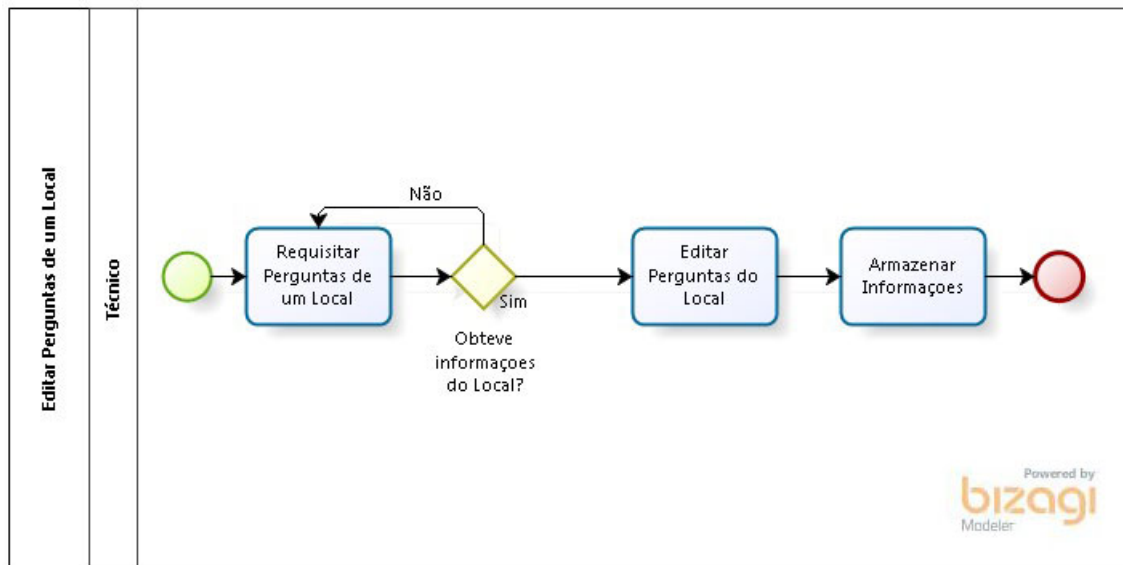 Editar Perguntas de um Local
Técnico
Não
Requisitar
Perguntas de
um Local
Sim
Obteve
informaçoes
do Local?
Editar
Perguntas do
Local
Armazenar
Informaçoes
Powered by
bizagi
Modeler